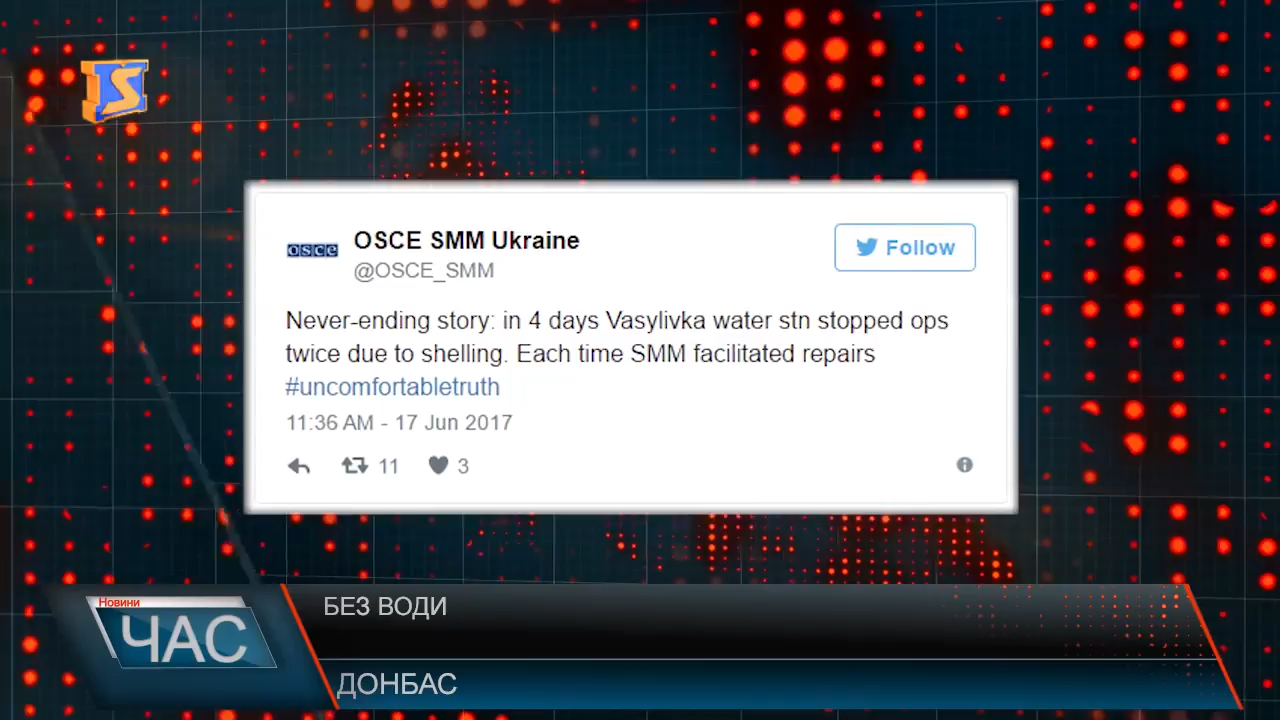 OSCE SMM Ukraine
Follow
osce
@OSCE_SMM
Never-ending story: in 4 days Vasylivka water stn stopped ops
twice due to shelling. Each time SMM facilitated repairs
#uncomfortabletruth
11:36 AM - 17 Jun 2017
11 3
Новини
ЧАС
БЕЗ ВОДИ
ДОНБАС